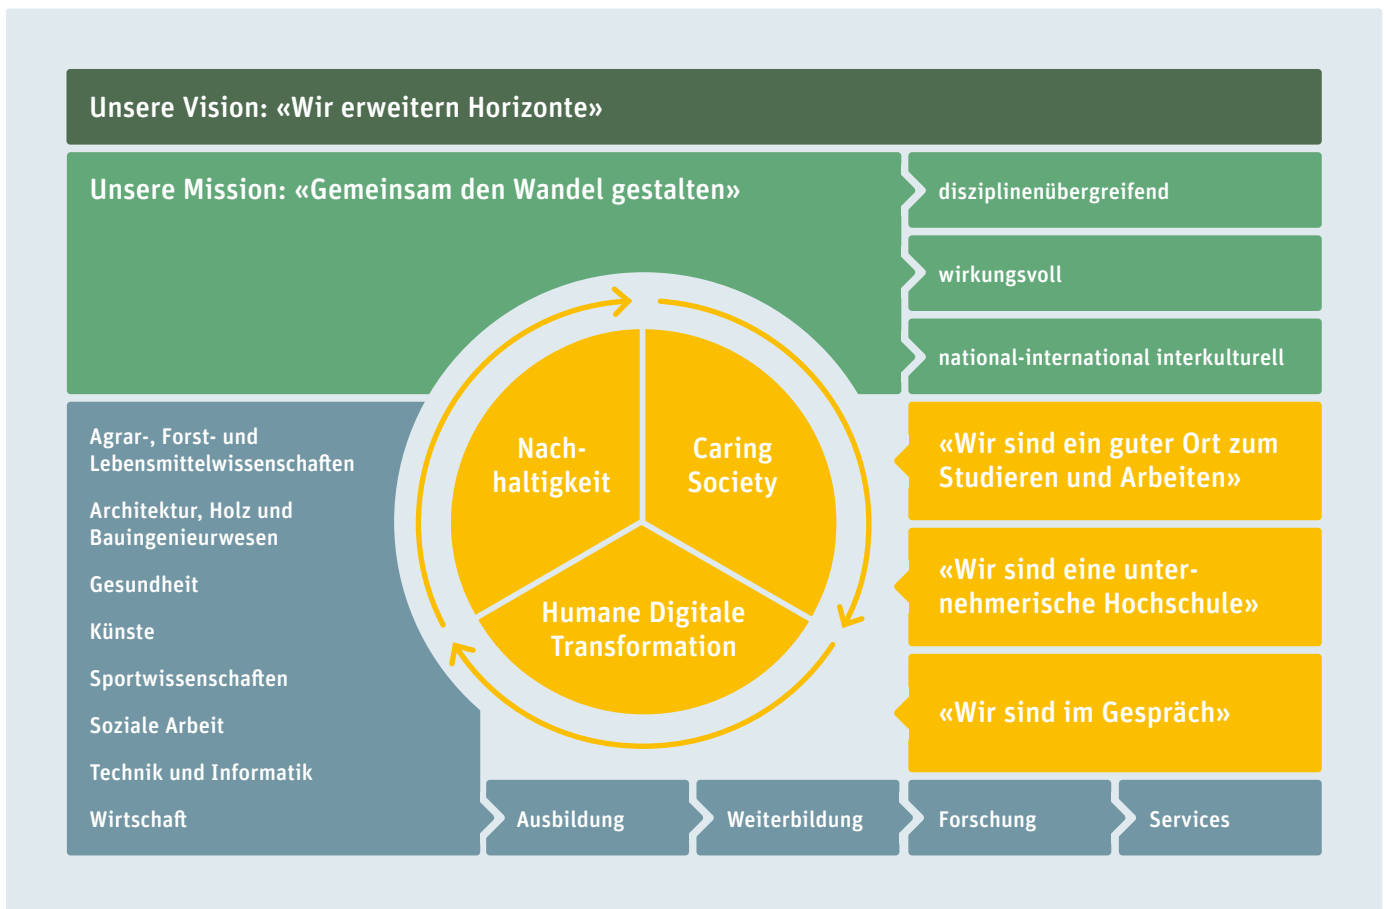 Unsere Vision: «Wir erweitern Horizonte»
Unsere Mission: «Gemeinsam den Wandel gestalten»
disziplinenübergreifend
wirkungsvoll
national-international interkulturell
Nach-
haltigkeit
Caring
Society
Humane Digitale
Transformation
«Wir sind ein guter Ort zum
Studieren und Arbeiten»
«Wir sind eine unter-
nehmerische Hochschule»
«Wir sind im Gespräch»
Agrar-, Forst- und
Lebensmittelwissenschaften
Architektur, Holz und
Bauingenieurwesen
Gesundheit
Künste
Sportwissenschaften
Soziale Arbeit
Technik und Informatik
Wirtschaft
Ausbildung
Weiterbildung
Forschung
Services